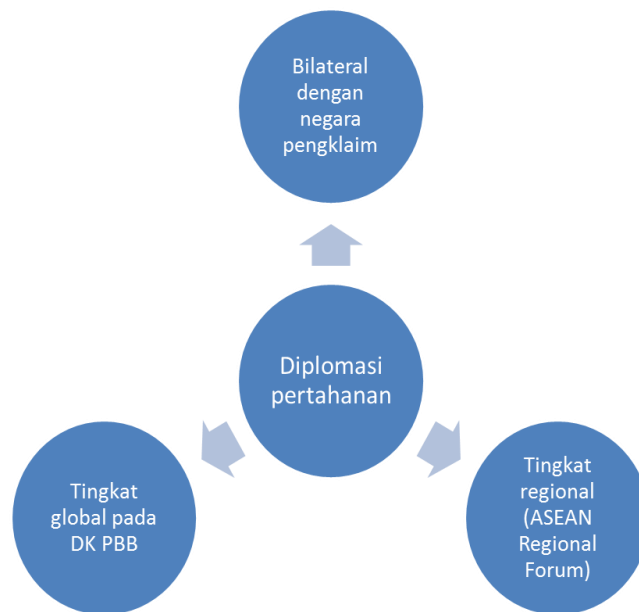 Bilateral
dengan
negara
pengklaim
Diplomasi
pertahanan
Tingkat
global pada
DK PBB
Tingkat
regional
(ASEAN
Regional
Forum)